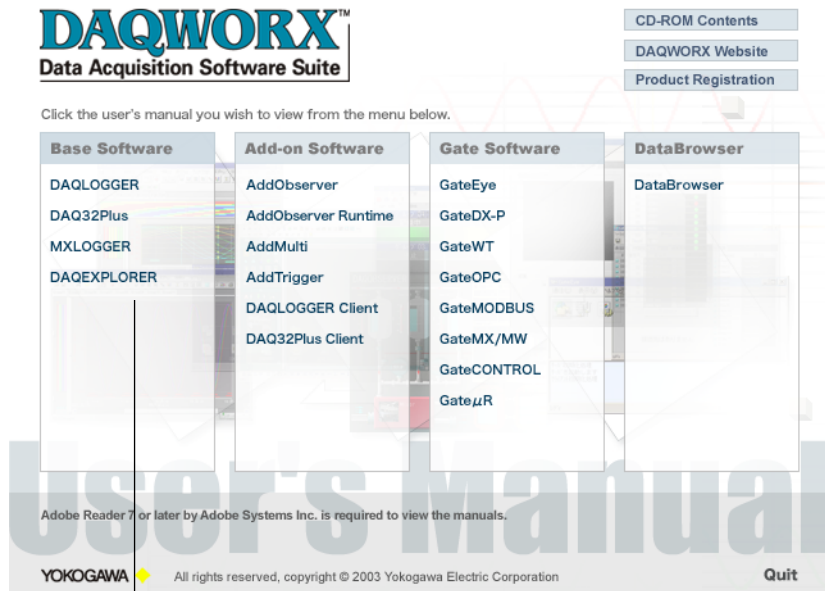 DAQWORX™
Data Acquisition Software Suite
CD-ROM Contents
DAQWORX Website
Product Registration
Click the user's manual you wish to view from the menu below.
Base Software
DAQLOGGER
DAQ32Plus
MXLOGGER
DAQEXPLORER
Add-on Software
AddObserver
AddObserver Runtime
AddMulti
AddTrigger
DAQLOGGER Client
DAQ32Plus Client
Gate Software
GateEye
GateDX-P
GateWT
GateOPC
GateMODBUS
GateMX/MW
GateCONTROL
GateμR
DataBrowser
DataBrowser
User's Manual
Adobe Reader 7 or later by Adobe Systems Inc. is required to view the manuals.
YOKOGAWA
All rights reserved, copyright © 2003 Yokogawa Electric Corporation
Quit